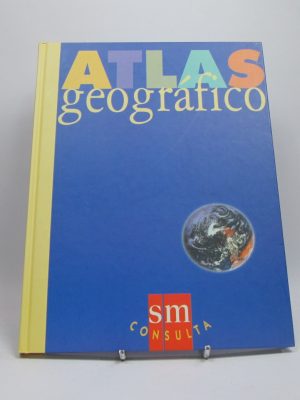 ATLAS
geográfico
sm
CONSULTA